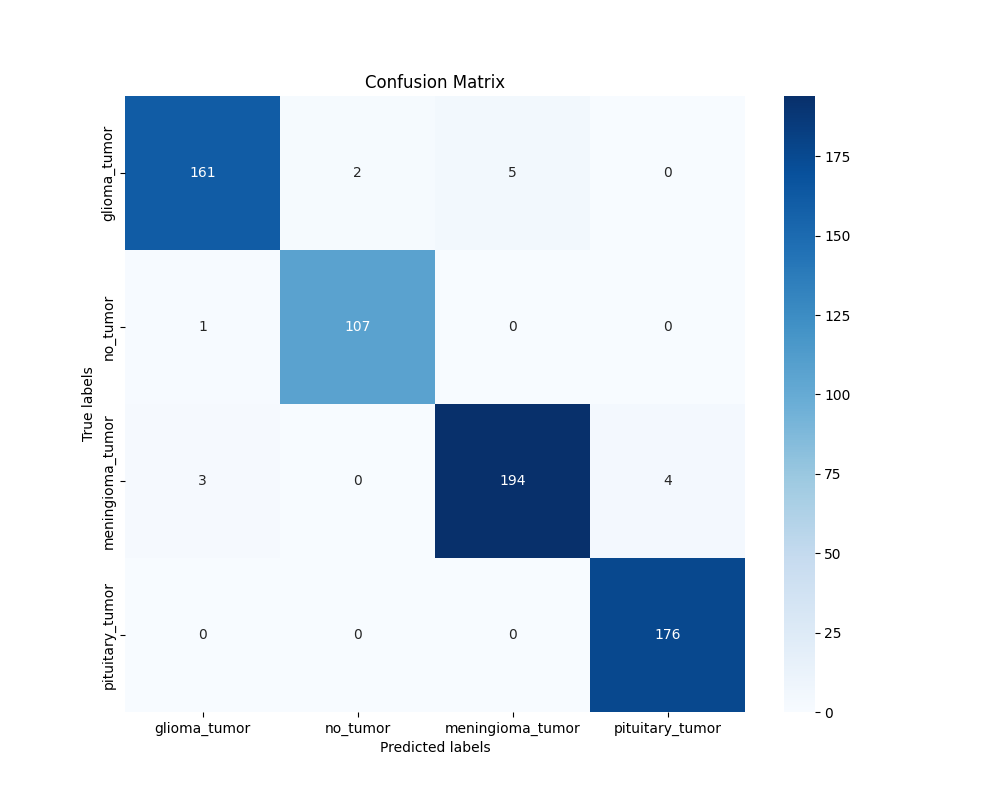 Confusion Matrix
glioma_tumor
161 2 5 0
no_tumor
1 107 0 0
meningioma_tumor
3 0 194 4
pituitary_tumor
0 0 0 176
True labels
glioma_tumor no_tumor meningioma_tumor pituitary_tumor
Predicted labels
175
150
125
100
75
50
25
0